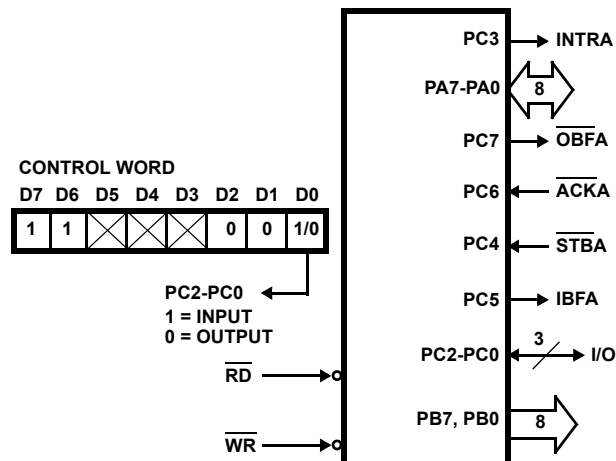 PC3 INTRA
PA7-PA0 8
PC7 OBFA
CONTROL WORD
D7 D6 D5 D4 D3 D2 D1 D0
1 1 0 0 1/0
PC6 ACKA
PC4 STBA
PC2-PC0
1 = INPUT
0 = OUTPUT
PC5 IBFA
PC2-PC0 3 I/O
RD
PB7, PB0 8
WR